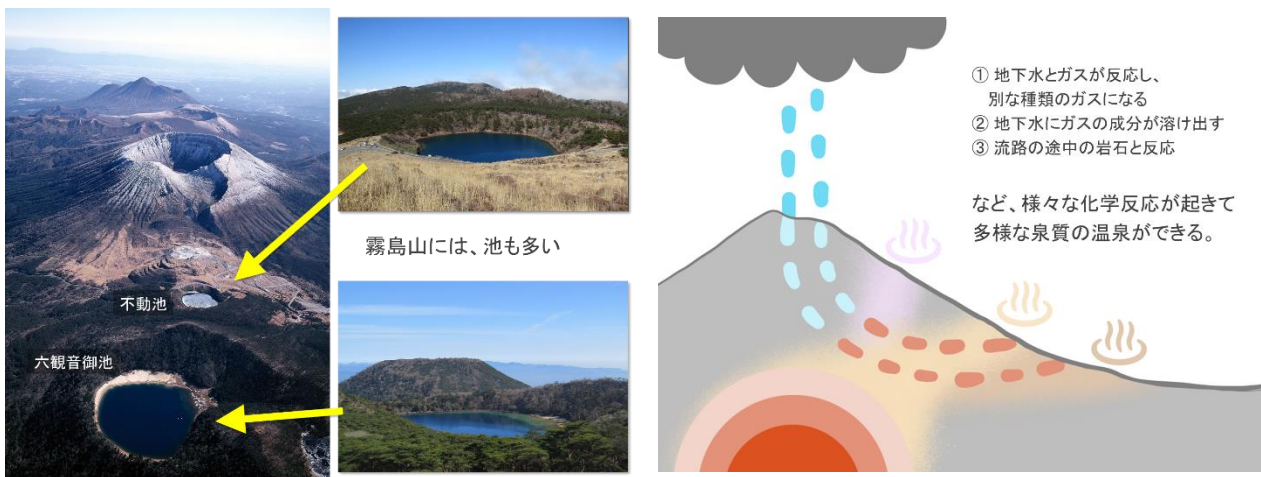 不動池
六観音御池
霧島山には、池も多い
① 地下水とガスが反応し、
別な種類のガスになる
② 地下水にガスの成分が溶け出す
③ 流路の途中の岩石と反応
など、様々な化学反応が起きて
多様な泉質の温泉ができる。